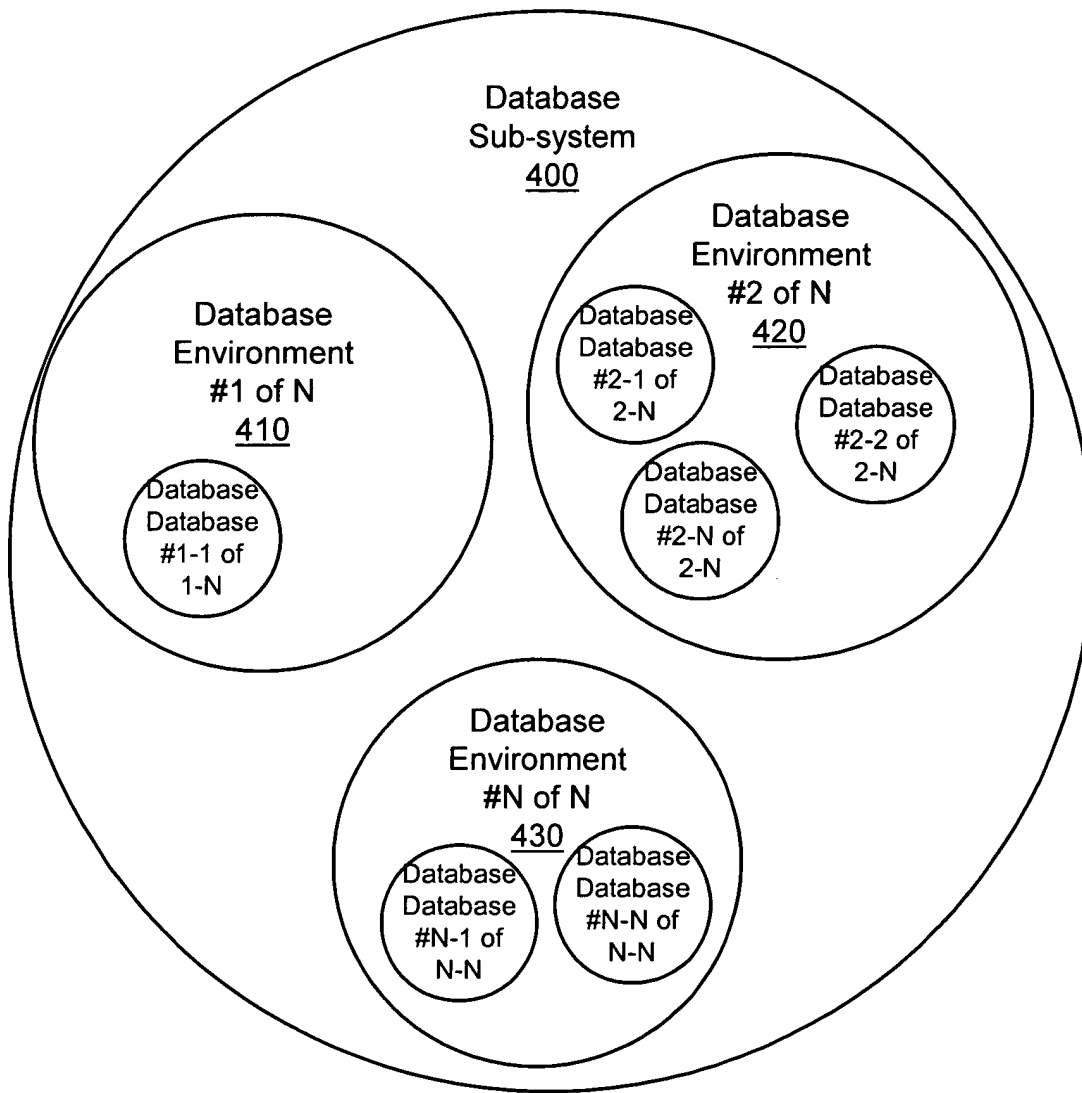 Database
Sub-system
400
Database
Environment
#1 of N
410
Database
Database
#1-1 of
1-N
Database
Environment
#2 of N
420
Database
Database
#2-1 of
2-N
Database
Database
#2-2 of
2-N
Database
Database
#2-N of
2-N
Database
Environment
#N of N
430
Database
Database
#N-1 of
N-N
Database
Database
#N-N of
N-N